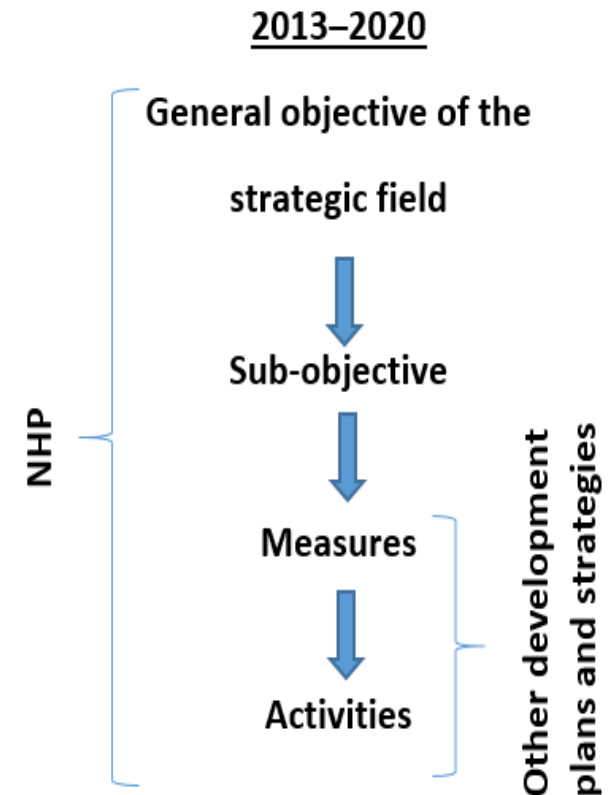 2013–2020
General objective of the
strategic field
Sub-objective
NHP
Measures
Activities
Other development
plans and strategies